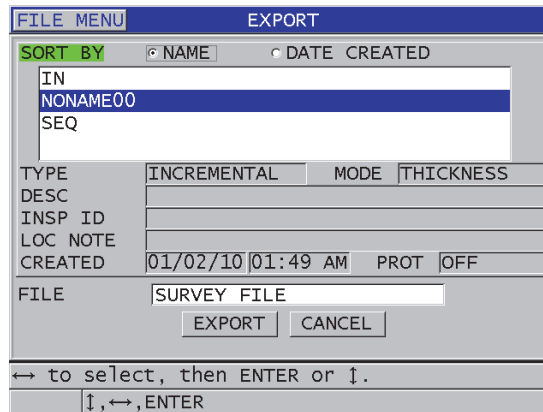 FILE MENU EXPORT
SORT BY NAME DATE CREATED
IN
NONAME00
SEQ
TYPE INCREMENTAL MODE THICKNESS
DESC
INSP ID
LOC NOTE
CREATED 01/02/10 01:49 AM PROT OFF
FILE SURVEY FILE
EXPORT CANCEL
↔ to select, then ENTER or ↕.
↕,↔,ENTER